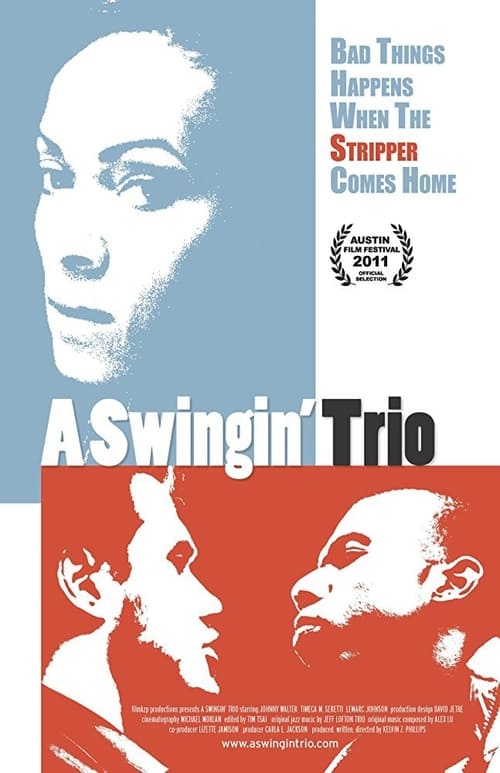 BAD THINGS
HAPPENS
WHEN THE
STRIPPER
COMES HOME
AUSTIN
FILM FESTIVAL
2011
OFFICIAL
SELECTION
A Swingin' Trio
filmkzp productions presents A SWINGIN' TRIO starring JOHNNY WALTER TIMECA M. SERETTI LEMARC JOHNSON production design DAVID JETRE
cinematography MICHAEL MORLAN edited by TIM TSAI original jazz music by JEFF LOFTON TRIO original music composed by ALEX LU
co-producer LIZETTE JAMISON producer CARLA L. JACKSON produced, written, directed by KELVIN Z. PHILLIPS
www.aswingintrio.com